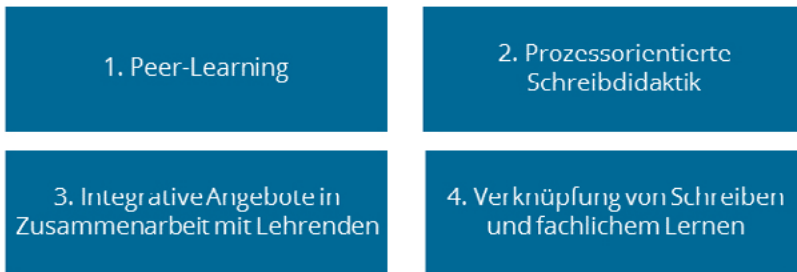 1. Peer-Learning
2. Prozessorientierte
Schreibdidaktik
3. Integrative Angebote in
Zusammenarbeit mit Lehrenden
4. Verknüpfung von Schreiben
und fachlichem Lernen